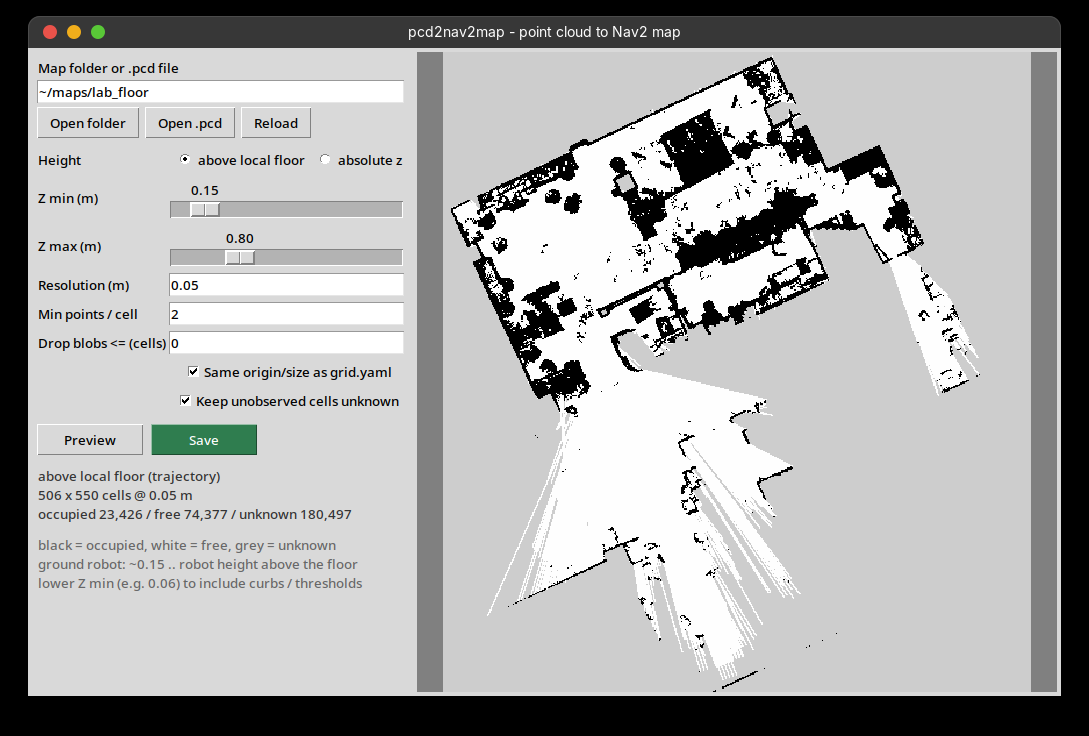 pcd2nav2map - point cloud to Nav2 map
Map folder or .pcd file
~/maps/lab_floor
Open folder Open .pcd Reload
Height above local floor absolute z
0.15
Z min (m)
0.80
Z max (m)
Resolution (m) 0.05
Min points / cell 2
Drop blobs <= (cells) 0
Same origin/size as grid.yaml
Keep unobserved cells unknown
Preview Save
above local floor (trajectory)
506 x 550 cells @ 0.05 m
occupied 23,426 / free 74,377 / unknown 180,497
black = occupied, white = free, grey = unknown
ground robot: ~0.15 .. robot height above the floor
lower Z min (e.g. 0.06) to include curbs / thresholds